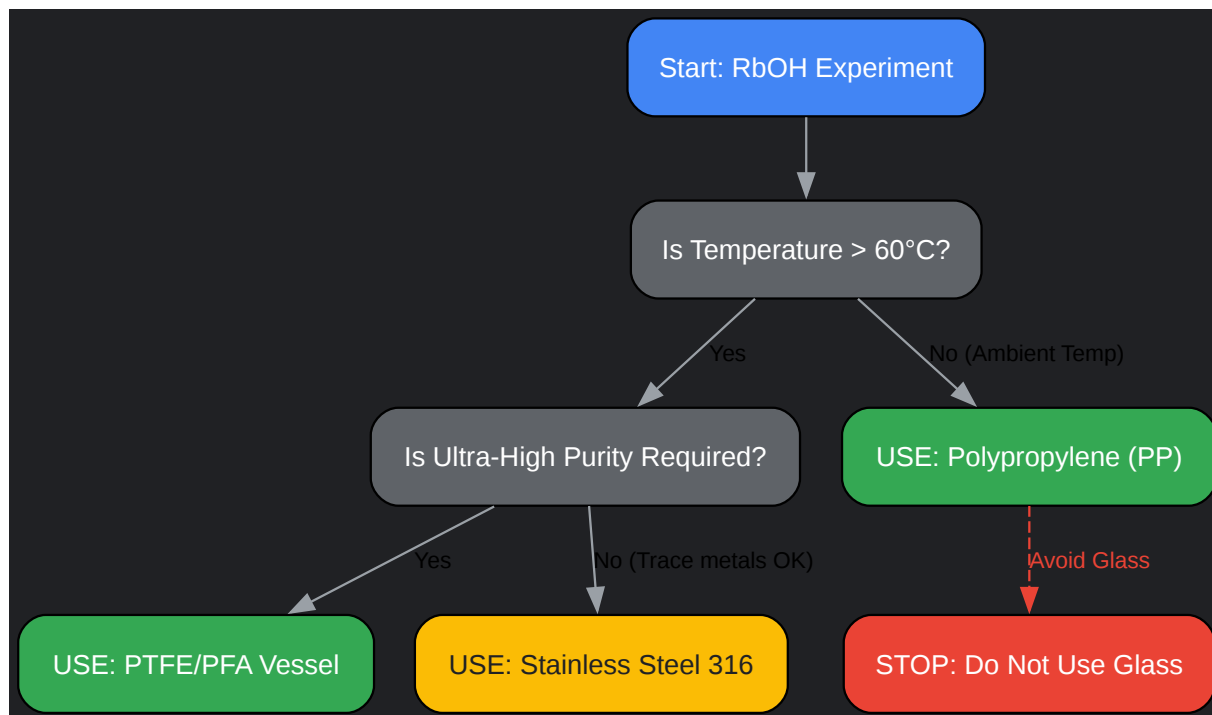 Start: RbOH Experiment
Is Temperature > 60°C?
Yes
No (Ambient Temp)
Is Ultra-High Purity Required?
USE: Polypropylene (PP)
Yes
No (Trace metals OK)
Avoid Glass
USE: PTFE/PFA Vessel
USE: Stainless Steel 316
STOP: Do Not Use Glass